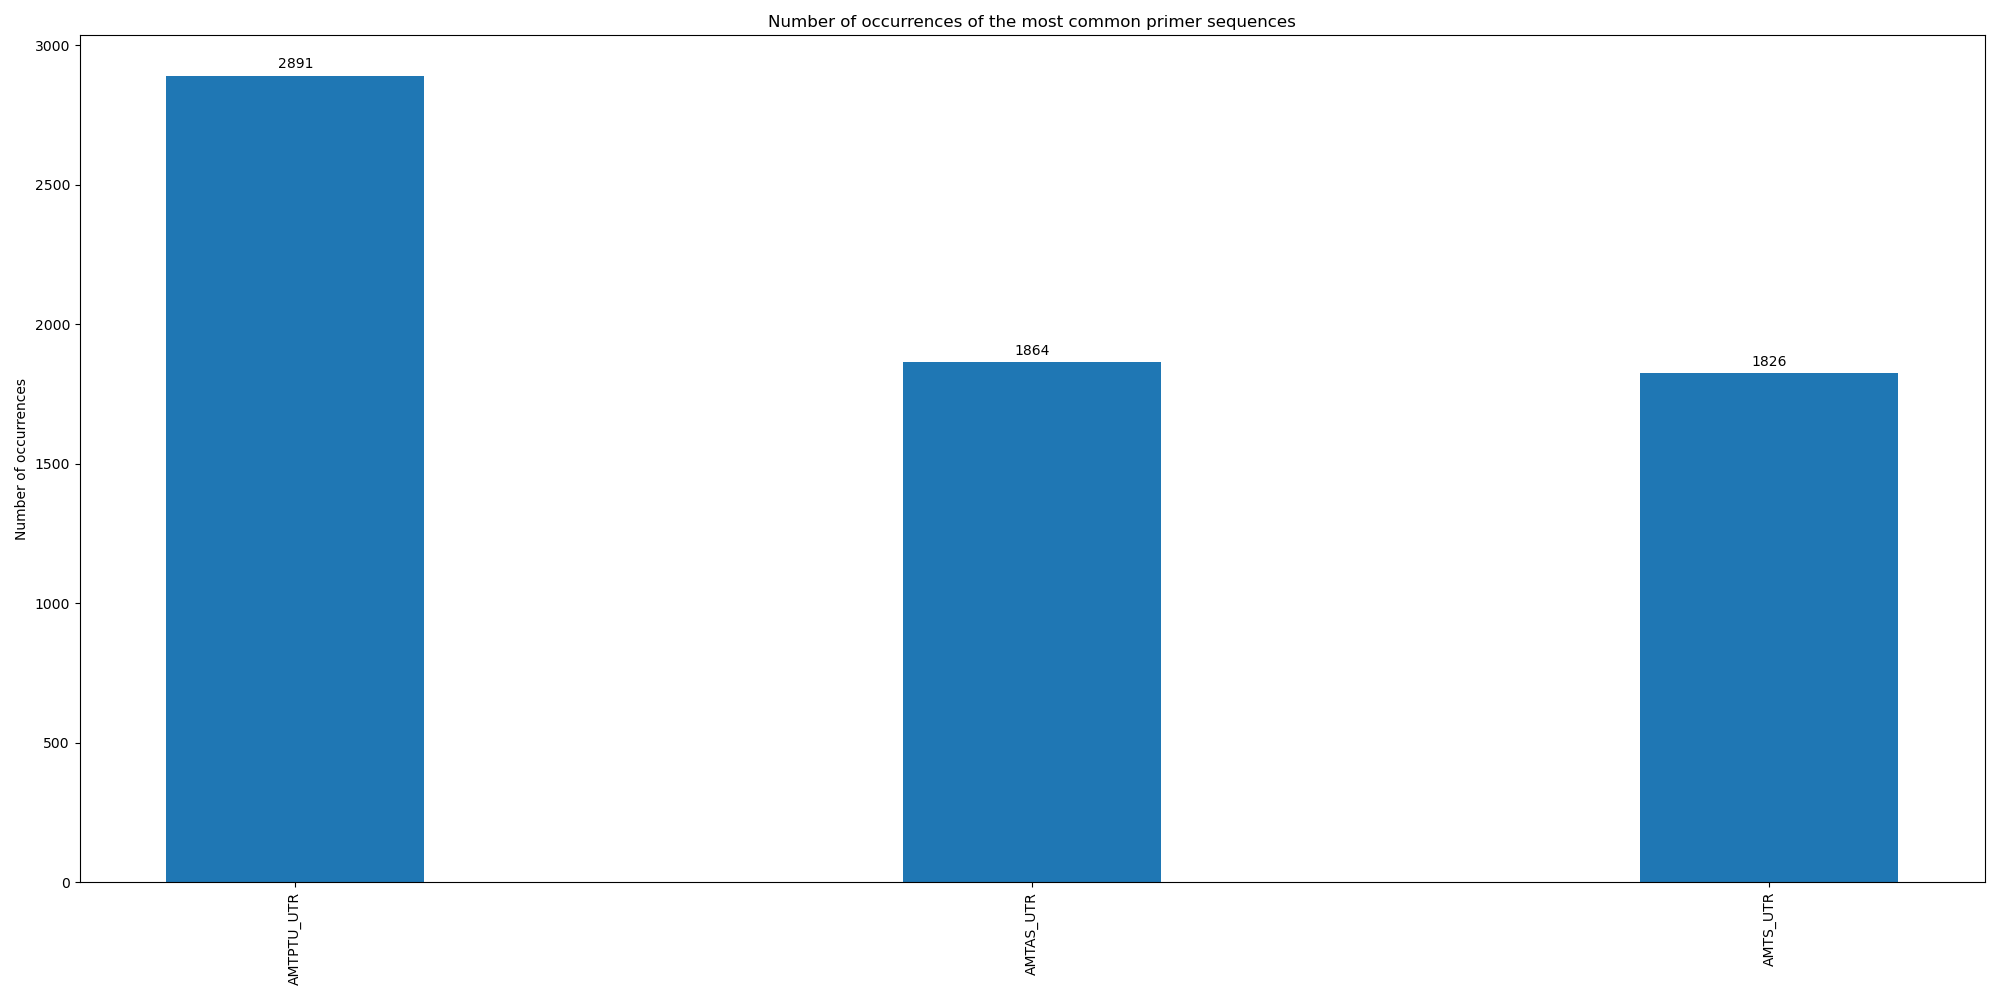 Number of occurrences of the most common primer sequences
Number of occurrences
3000
2500
2000
1500
1000
500
0
2891
1864
1826
AMTPTU_UTR
AMTAS_UTR
AMTS_UTR